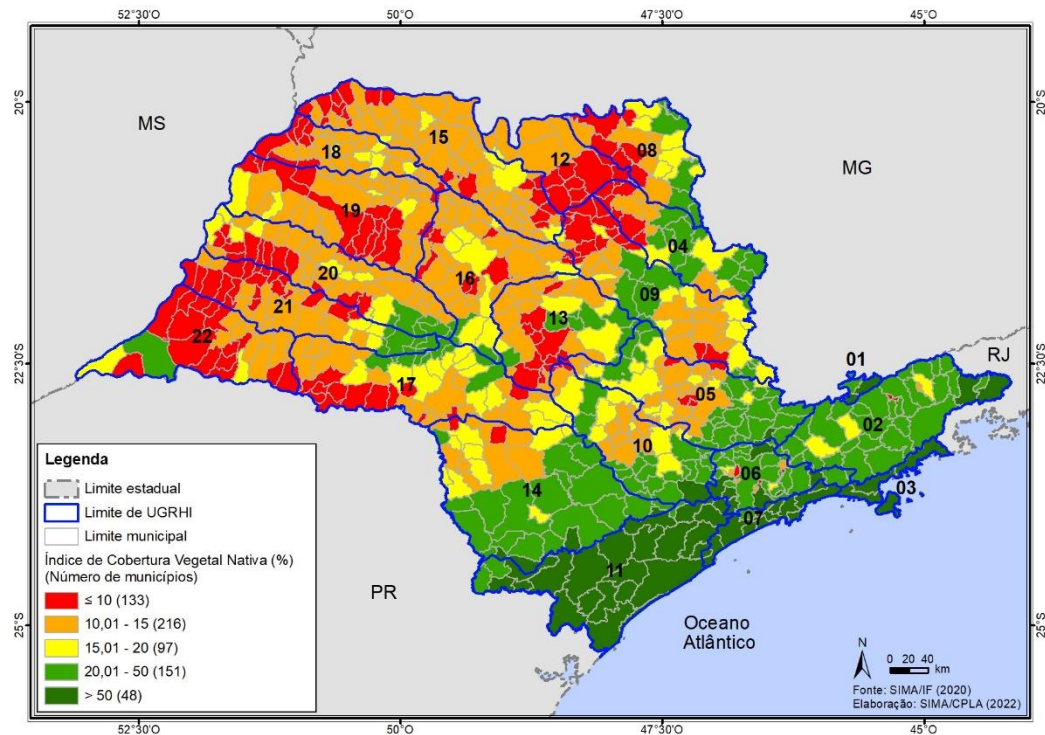 52°30'O 50°O 47°30'O 45°O
20°S 20°S
MS
MG
15
18
12
08
19
04
20
16
09
21
13
22
22°30'S 22°30'S
01
RJ
17
05
02
10
06
03
14
07
11
PR
25°S 25°S
Oceano
Atlântico
Legenda
Limite estadual
Limite de UGRHI
Limite municipal
Índice de Cobertura Vegetal Nativa (%)
(Número de municípios)
≤ 10 (133)
10,01 - 15 (216)
15,01 - 20 (97)
20,01 - 50 (151)
> 50 (48)
N
0 20 40
km
Fonte: SIMA/IF (2020)
Elaboração: SIMA/CPLA (2022)
52°30'O 50°O 47°30'O 45°O